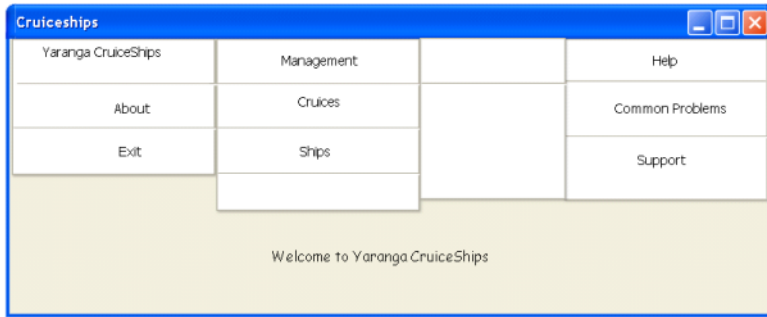 Cruiceships
Yaranga CruiceShips
Management
Help
About
Cruices
Common Problems
Exit
Ships
Support
Welcome to Yaranga CruiceShips